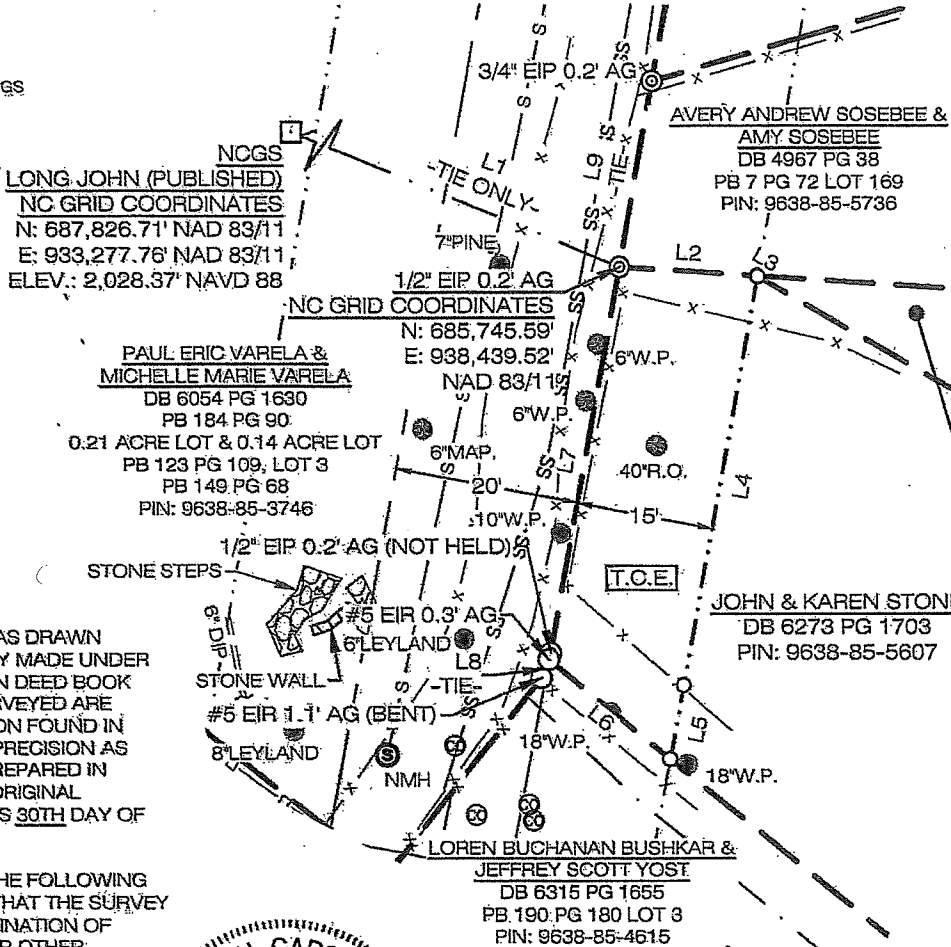 GS
3/4" EIP 0.2' AG
AVERY ANDREW SOSEBEE &
AMY SOSEBEE
DB 4967 PG 38
PB 7 PG 72 LOT 169
PIN: 9638-85-5736
NCGS
LONG JOHN (PUBLISHED)
NC GRID COORDINATES
N: 687,826.71' NAD 83/11
E: 933,277.76' NAD 83/11
ELEV.: 2,028.37' NAVD 88
L1
-TIE ONLY-
L9
-TIE-
S
SS
7"PINE
L2
L3
1/2" EIP 0.2' AG
NC GRID COORDINATES
N: 685,745.59'
E: 938,439.52'
NAD 83/11
PAUL ERIC VARELA &
MICHELLE MARIE VARELA
DB 6054 PG 1630
PB 184 PG 90
0.21 ACRE LOT & 0.14 ACRE LOT
PB 123 PG 109, LOT 3
PB 149 PG 68
PIN: 9638-85-3746
6"W.P.
6"W.P.
6"MAP.
L7
40"R.O.
L4
20'
15'
10"W.P.
1/2" EIP 0.2' AG (NOT HELD)
STONE STEPS
T.C.E.
#5 EIR 0.3' AG
JOHN & KAREN STONE
DB 6273 PG 1703
PIN: 9638-85-5607
6" DIP
6"LEYLAND
L8
-TIE-
STONE WALL
#5 EIR 1.1' AG (BENT)
L6
L5
8"LEYLAND
18"W.P.
18"W.P.
S
NMH
CO
CO
CO
CO
AS DRAWN
Y MADE UNDER
N DEED BOOK
RVEYED ARE
ON FOUND IN
PRECISION AS
REPARED IN
ORIGINAL
S 30TH DAY OF
LOREN BUCHANAN BUSHKAR &
JEFFREY SCOTT YOST
DB 6315 PG 1655
PB 190 PG 180 LOT 3
PIN: 9638-85-4615
HE FOLLOWING
THAT THE SURVEY
INATION OF
R OTHER
CAR